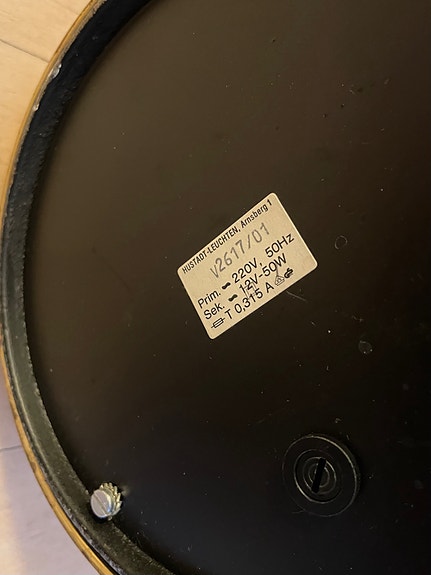 HUSTADT-LEUCHTEN, Arnsberg 1
V2617/01
Prim. ~ 220V, 50Hz
Sek. ~ 12V-50W
T 0,315 A